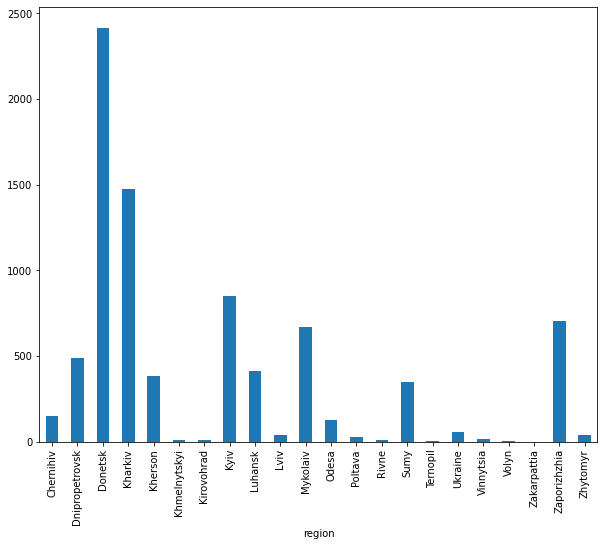 2500
2000
1500
1000
500
0
Chernihiv
Dnipropetrovsk
Donetsk
Kharkiv
Kherson
Khmelnytskyi
Kirovohrad
Kyiv
Luhansk
Lviv
Mykolaiv
Odesa
Poltava
Rivne
Sumy
Ternopil
Ukraine
Vinnytsia
Volyn
Zakarpattia
Zaporizhzhia
Zhytomyr
region